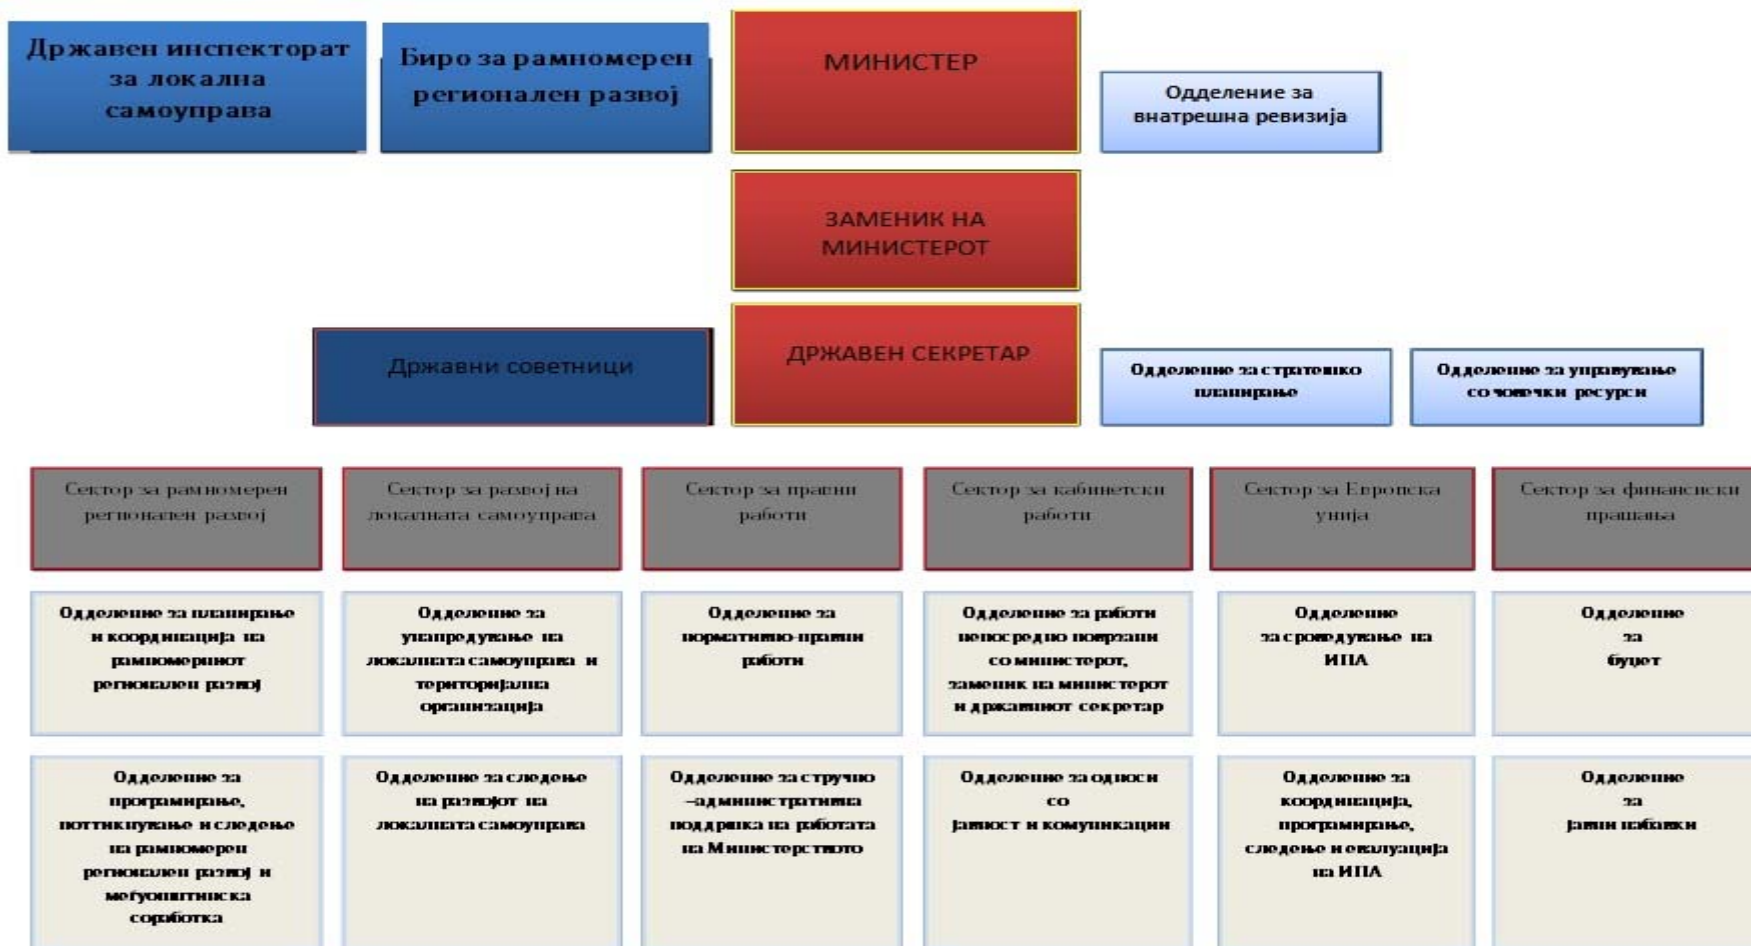 Државен инспекторат
за локална
самоуправа
Биро за рамномерен
регионален развој
МИНИСТЕР
Одделение за
внатрешна ревизија
ЗАМЕНИК НА
МИНИСТЕРОТ
Државни советници
ДРЖАВЕН СЕКРЕТАР
Одделение за стратешко
планирање
Одделение за управување
со човечки ресурси
Сектор за рамномерен
регионален развој
Сектор за развој на
локалната самоуправа
Сектор за правни
работи
Сектор за кабинетски
работи
Сектор за Европска
унија
Сектор за финансиски
прашања
Одделение за планирање
и координација на
рамномерниот
регионален развој
Одделение за
унапредување на
локалната самоуправа и
територијална
организација
Одделение за
нормативно-правни
работи
Одделение за работи
непосредно поврзани
со министерот,
заменик на министерот
и државниот секретар
Одделение
за сроведување на
ИПА
Одделение
за
буџет
Одделение за
програмирање,
поттикнување и следење
на рамномерен
регионален развој и
меѓуопштинска
соработка
Одделение за следење
на развојот на
локалната самоуправа
Одделение за стручно
–административна
поддршка на работата
на Министерството
Одделение за односи
со
јавност и комуникации
Одделение за
координација,
програмирање,
следење и евалуација
на ИПА
Одделение
за
јавни набавки